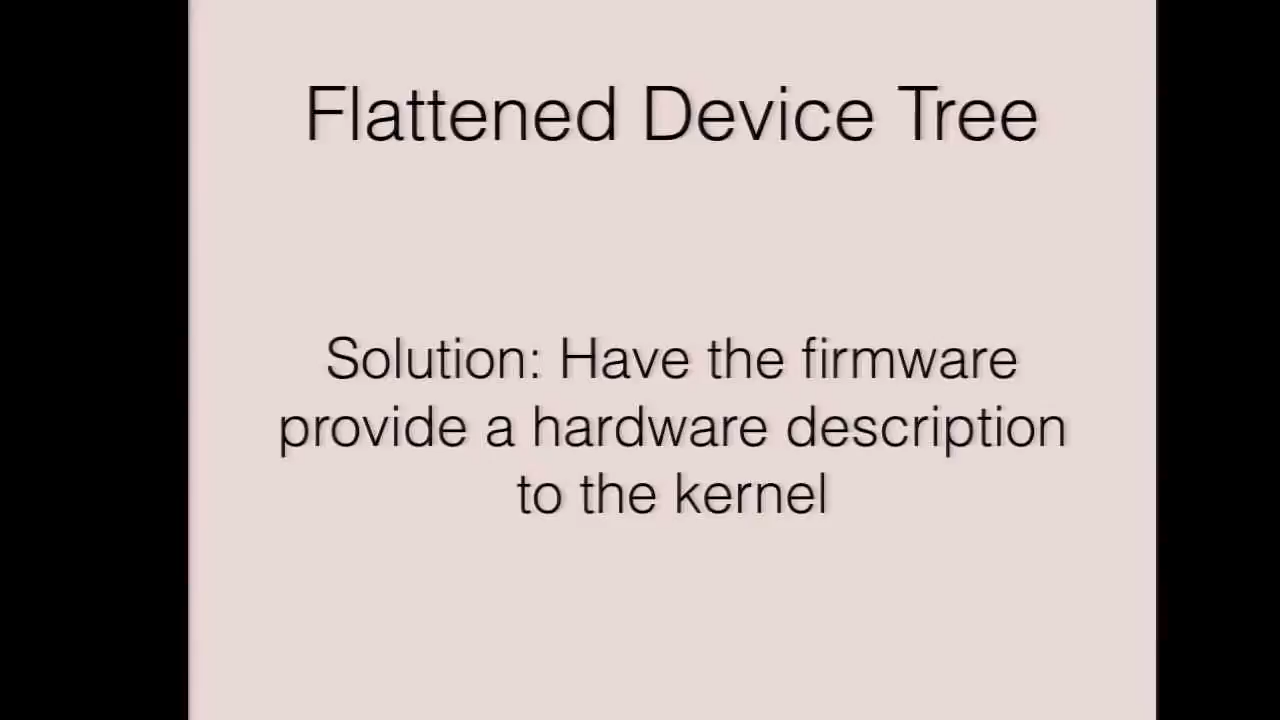 Flattened Device Tree
Solution: Have the firmware
provide a hardware description
to the kernel